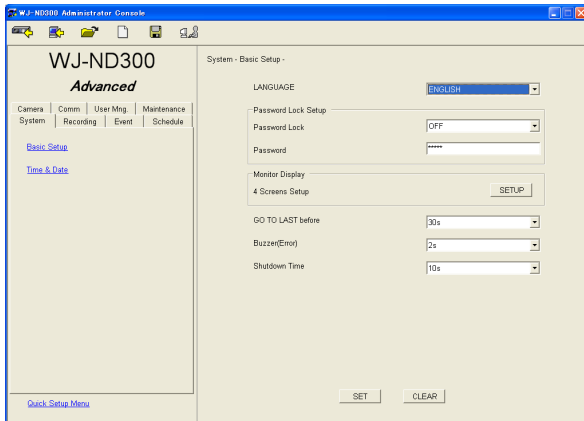 WJ-ND300 Administrator Console
WJ-ND300
Advanced
Camera Comm User Mng. Maintenance
System Recording Event Schedule
Basic Setup
Time & Date
Quick Setup Menu
System - Basic Setup -
LANGUAGE ENGLISH
Password Lock Setup
Password Lock OFF
Password *****
Monitor Display
4 Screens Setup SETUP
GO TO LAST before 30s
Buzzer(Error) 2s
Shutdown Time 10s
SET CLEAR